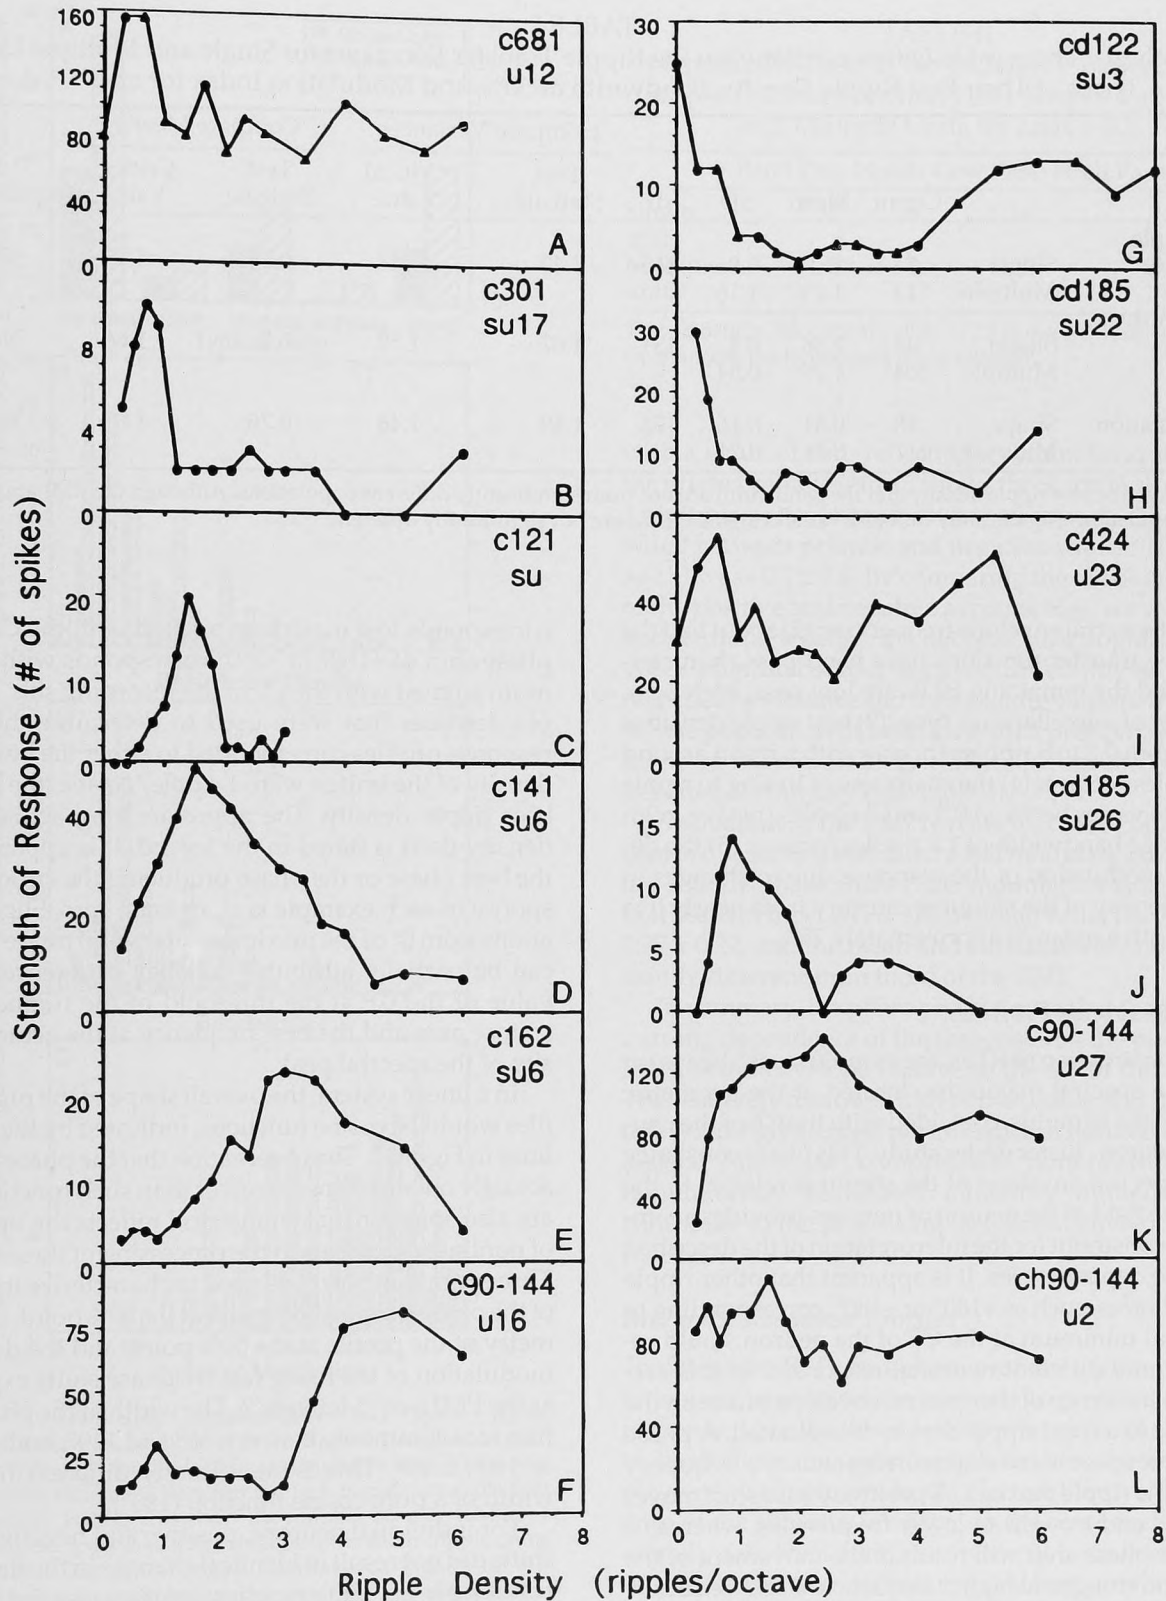 Strength of Response (# of spikes)
160
120
80
40
0
c681
u12
A
8
4
0
c301
su17
B
20
10
0
c121
su
C
40
20
0
c141
su6
D
20
10
0
c162
su6
E
75
50
25
0
c90-144
u16
F
0 1 2 3 4 5 6 7 8
30
20
10
0
cd122
su3
G
30
20
10
0
cd185
su22
H
40
20
0
c424
u23
I
15
10
5
0
cd185
su26
J
120
80
40
0
c90-144
u27
K
80
40
0
ch90-144
u2
L
0 1 2 3 4 5 6 7 8
Ripple Density (ripples/octave)